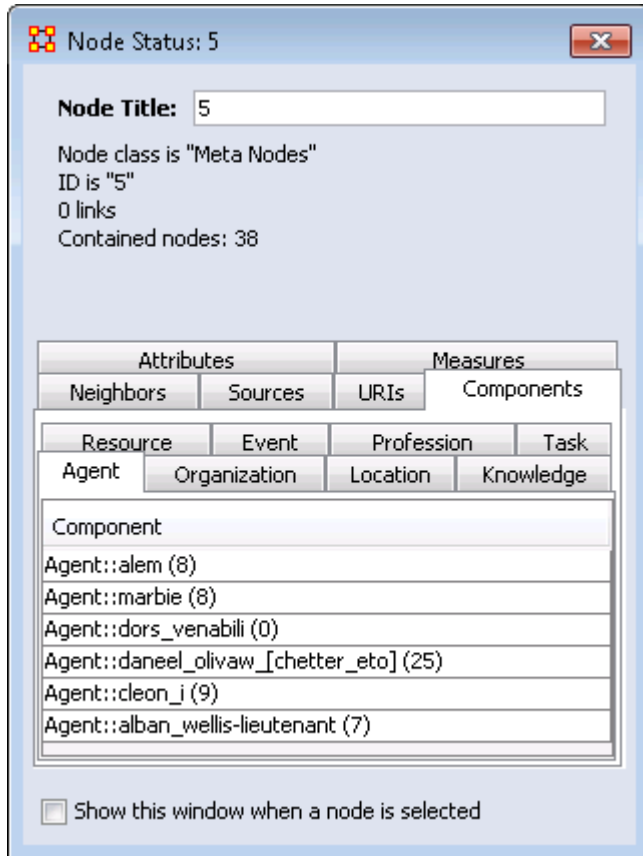 Node Status: 5
Node Title: 5
Node class is "Meta Nodes"
ID is "5"
0 links
Contained nodes: 38
Attributes Measures
Neighbors Sources URIs Components
Resource Event Profession Task
Agent Organization Location Knowledge
Component
Agent::alem (8)
Agent::marbie (8)
Agent::dors_venabili (0)
Agent::daneel_olivaw_[chetter_eto] (25)
Agent::cleon_i (9)
Agent::alban_wellis-lieutenant (7)
Show this window when a node is selected